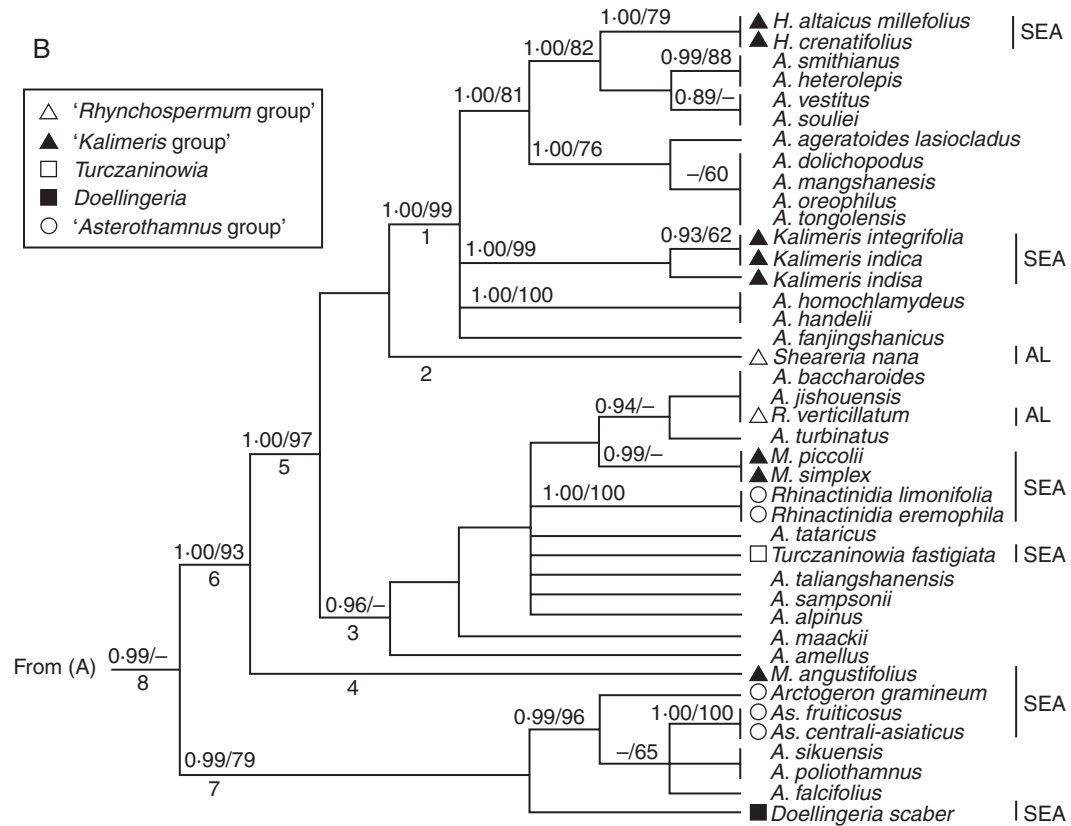 B
'Rhynchospermum group'
'Kalimeris group'
Turczaninowia
Doellingeria
'Asterothamnus group'
1·00/79
H. altaicus millefolius
SEA
H. crenatifolius
1·00/82
0·99/88
A. smithianus
A. heterolepis
1·00/81
0·89/–
A. vestitus
A. souliei
1·00/76
A. ageratoides lasiocladus
–/60
A. dolichopodus
A. mangshanesis
A. oreophilus
A. tongolensis
1·00/99
1
1·00/99
0·93/62
Kalimeris integrifolia
Kalimeris indica
SEA
Kalimeris indisa
1·00/100
A. homochlamydeus
A. handelii
A. fanjingshanicus
2
Sheareria nana
AL
A. baccharoides
A. jishouensis
0·94/–
R. verticillatum
AL
A. turbinatus
0·99/–
M. piccolii
M. simplex
SEA
1·00/100
Rhinactinidia limonifolia
Rhinactinidia eremophila
A. tataricus
Turczaninowia fastigiata
SEA
A. taliangshanensis
A. sampsonii
A. alpinus
A. maackii
A. amellus
1·00/97
5
0·96/–
3
1·00/93
6
4
M. angustifolius
From (A)
0·99/–
8
Arctogeron gramineum
SEA
0·99/96
1·00/100
As. fruiticosus
As. centrali-asiaticus
–/65
A. sikuensis
A. poliothamnus
A. falcifolius
0·99/79
7
Doellingeria scaber
SEA